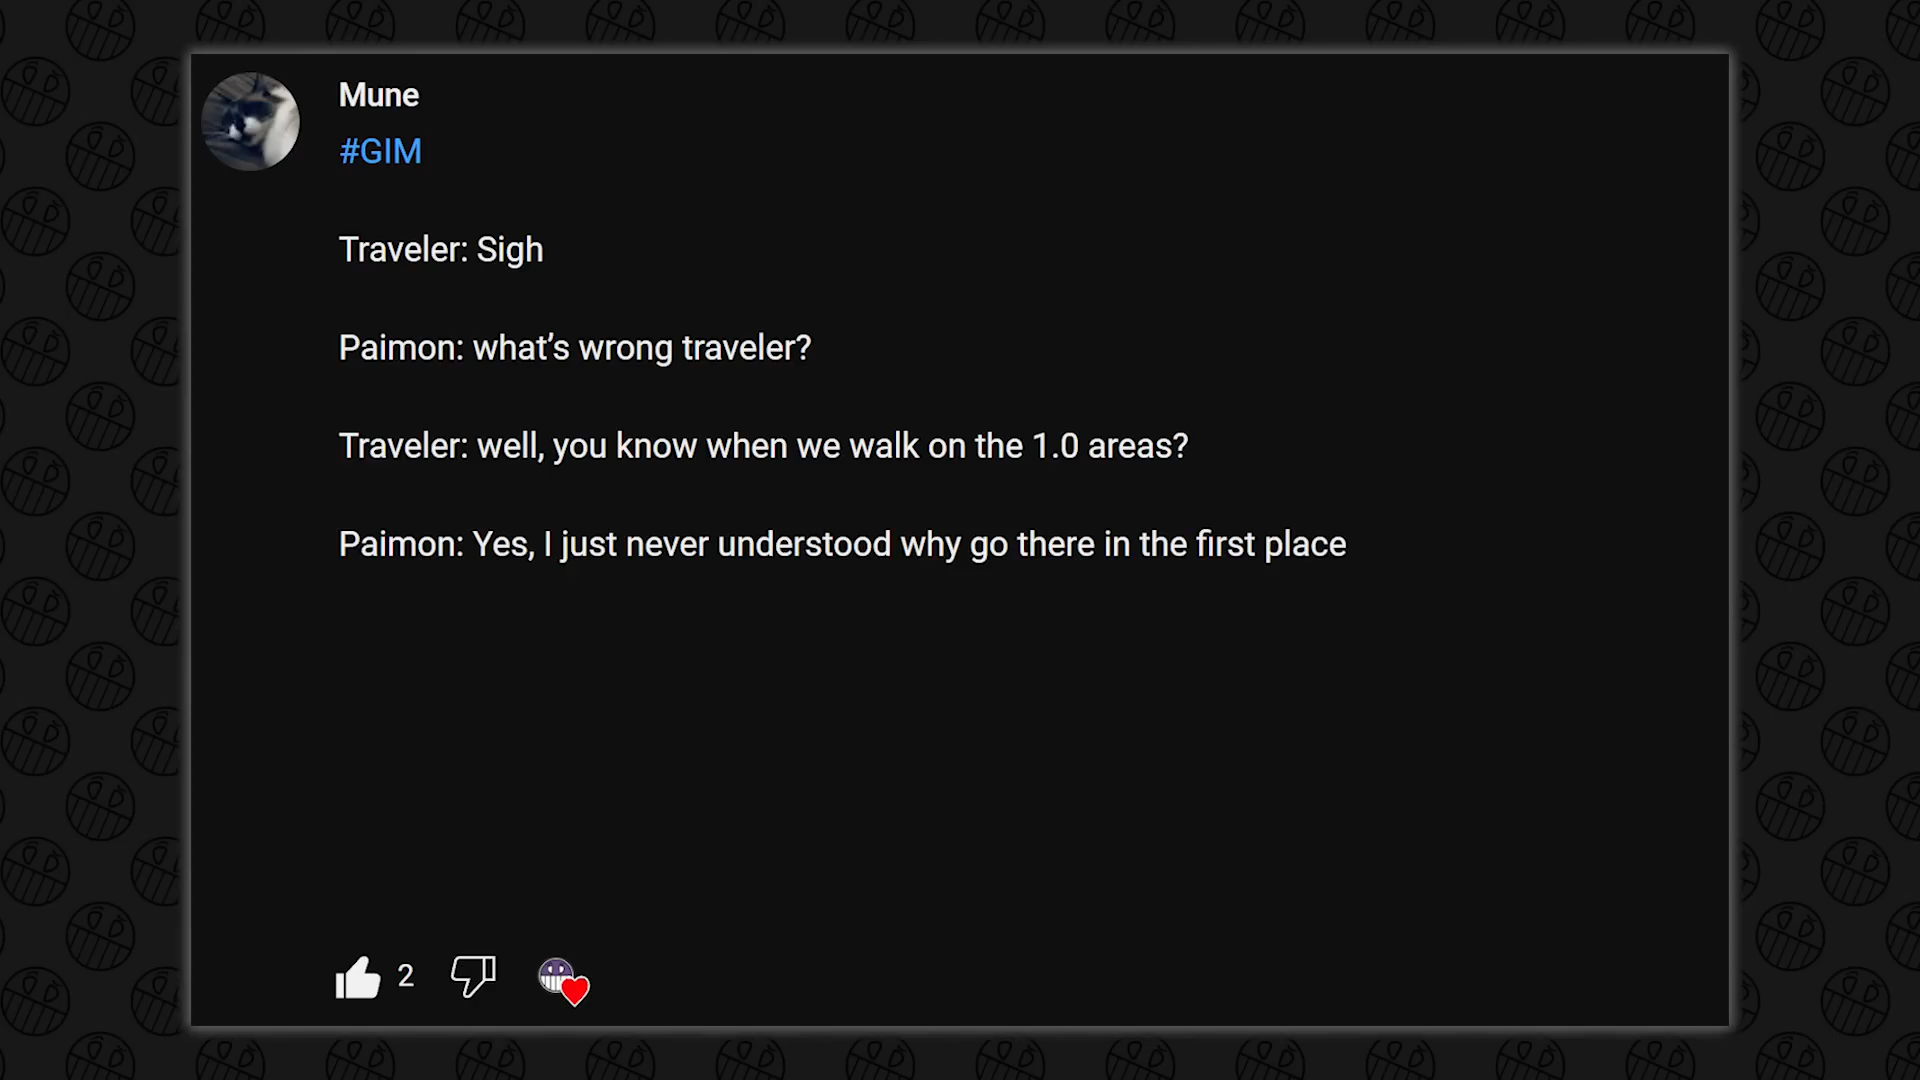 Mune
#GIM
Traveler: Sigh
Paimon: what’s wrong traveler?
Traveler: well, you know when we walk on the 1.0 areas?
Paimon: Yes, I just never understood why go there in the first place
2